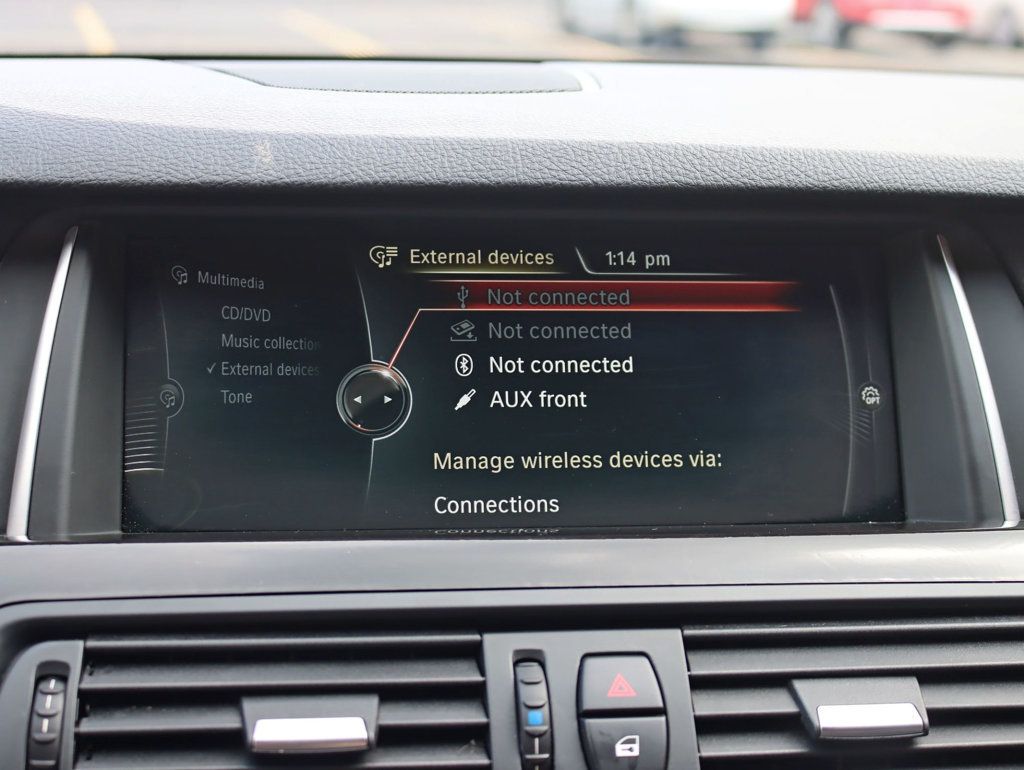 Multimedia
CD/DVD
Music collection
External devices
Tone
External devices
1:14 pm
Not connected
Not connected
Not connected
AUX front
Manage wireless devices via:
Connections
OPT